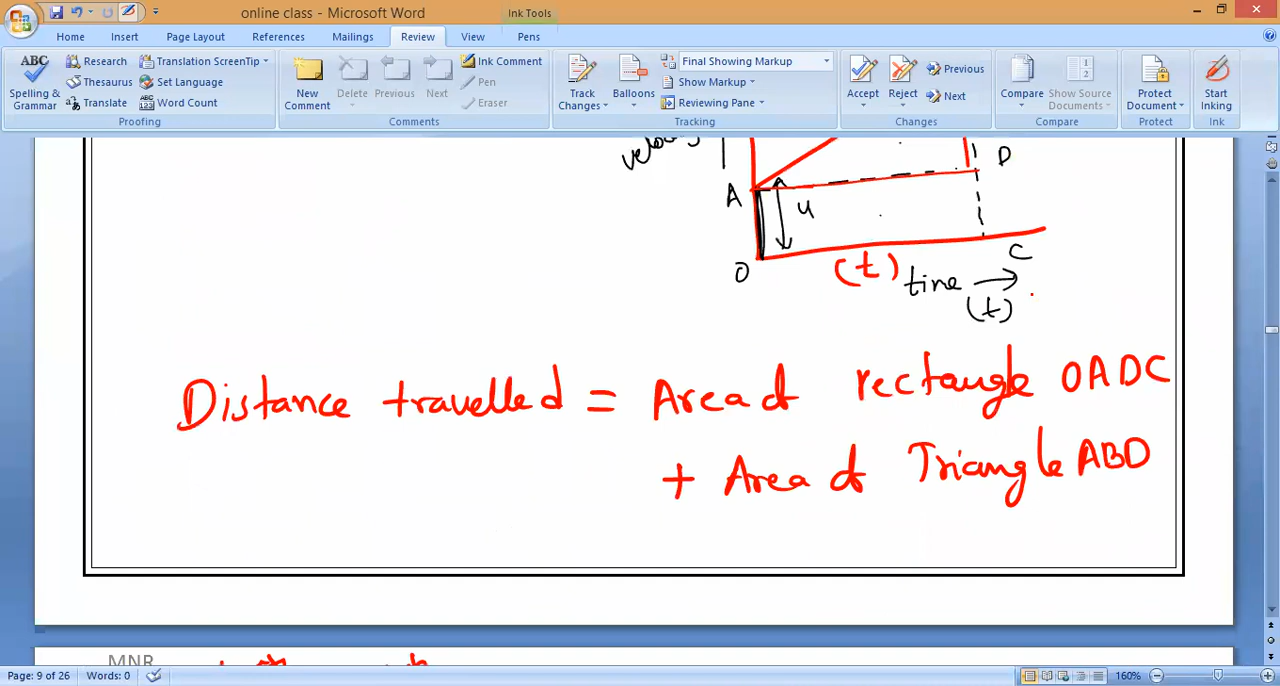 online class - Microsoft Word
Ink Tools
Home Insert Page Layout References Mailings Review View Pens
ABC Spelling & Grammar
Research
Thesaurus
Translate
Translation ScreenTip
Set Language
Word Count
Proofing
New Comment
Delete
Previous
Next
Ink Comment
Pen
Eraser
Comments
Track Changes
Balloons
Final Showing Markup
Show Markup
Reviewing Pane
Tracking
Accept
Reject
Previous
Next
Changes
Compare
Show Source Documents
Compare
Protect Document
Protect
Start Inking
Ink
D
A
u
O
C
(t)
time
(t)
Distance travelled = Area of rectangle OADC
+ Area of Triangle ABD
MNR
Page: 9 of 26 Words: 0 160%